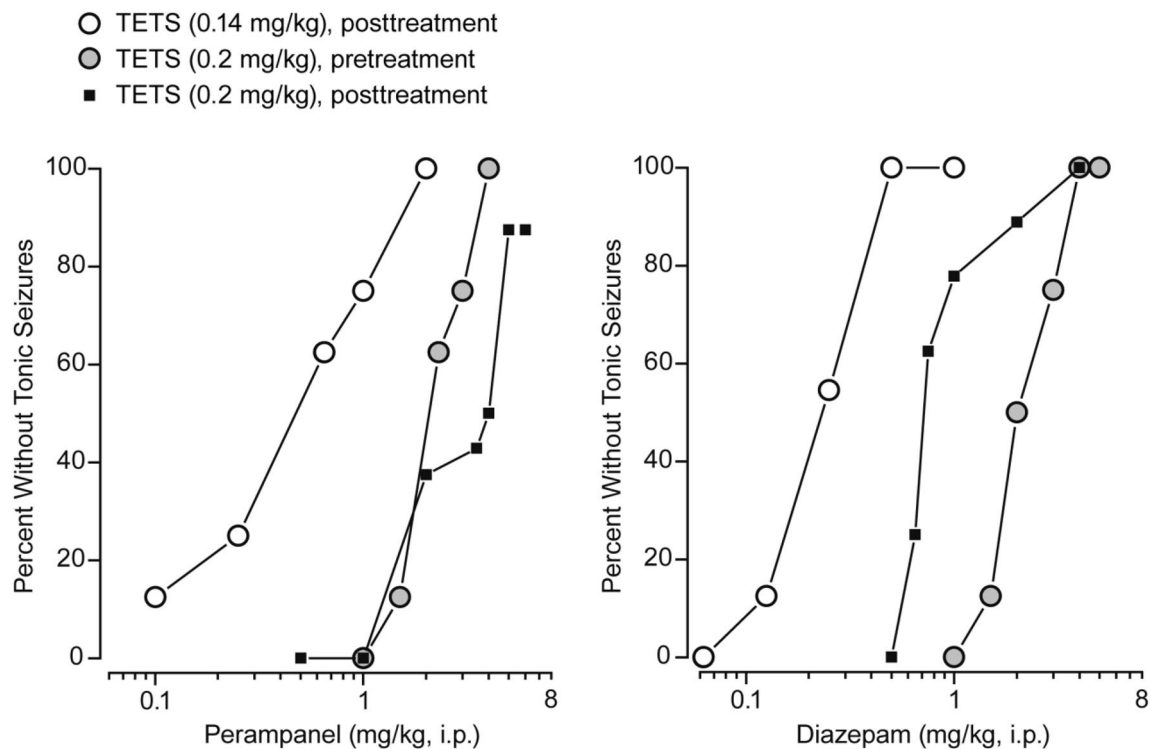 TETS (0.14 mg/kg), posttreatment
TETS (0.2 mg/kg), pretreatment
TETS (0.2 mg/kg), posttreatment
Percent Without Tonic Seizures
100
80
60
40
20
0
0.1 1 8
Perampanel (mg/kg, i.p.)
Percent Without Tonic Seizures
100
80
60
40
20
0
0.1 1 8
Diazepam (mg/kg, i.p.)